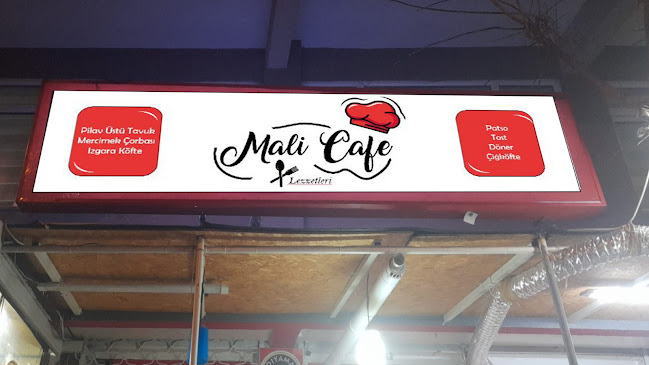 Pilav Üstü Tavuk
Mercimek Çorbası
Izgara Köfte
Mali Cafe
Lezzetleri
Patso
Tost
Döner
Çiğköfte